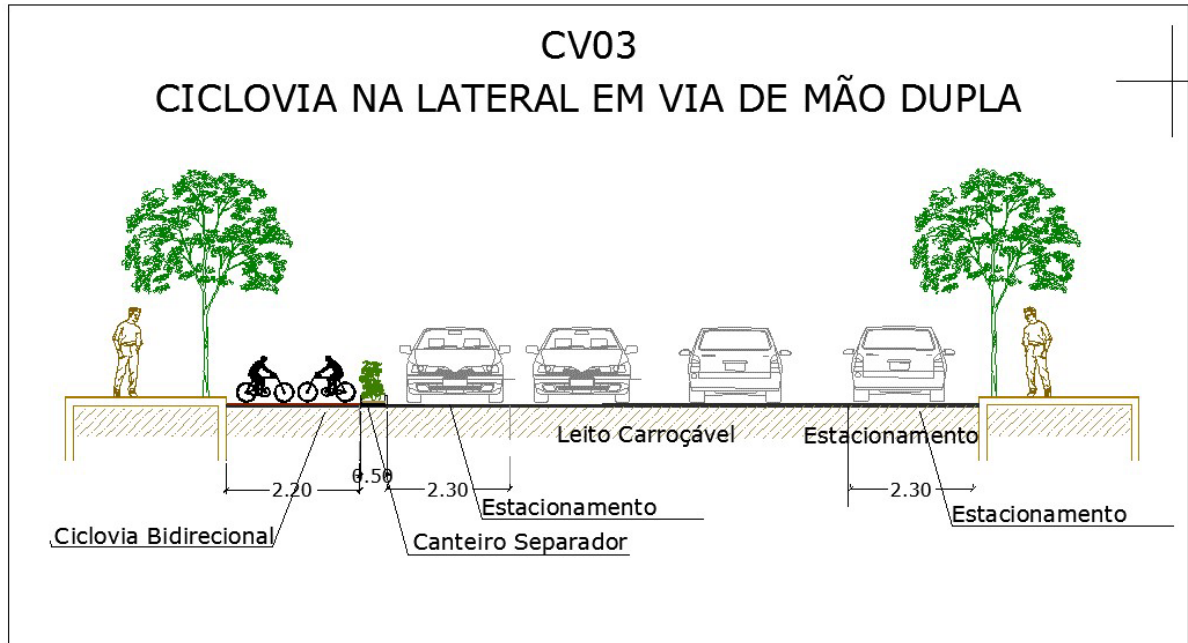 CV03
CICLOVIA NA LATERAL EM VIA DE MÃO DUPLA
Leito Carroçável
Estacionamento
0.50
2.20
2.30
2.30
Estacionamento
Estacionamento
Ciclovia Bidirecional
Canteiro Separador